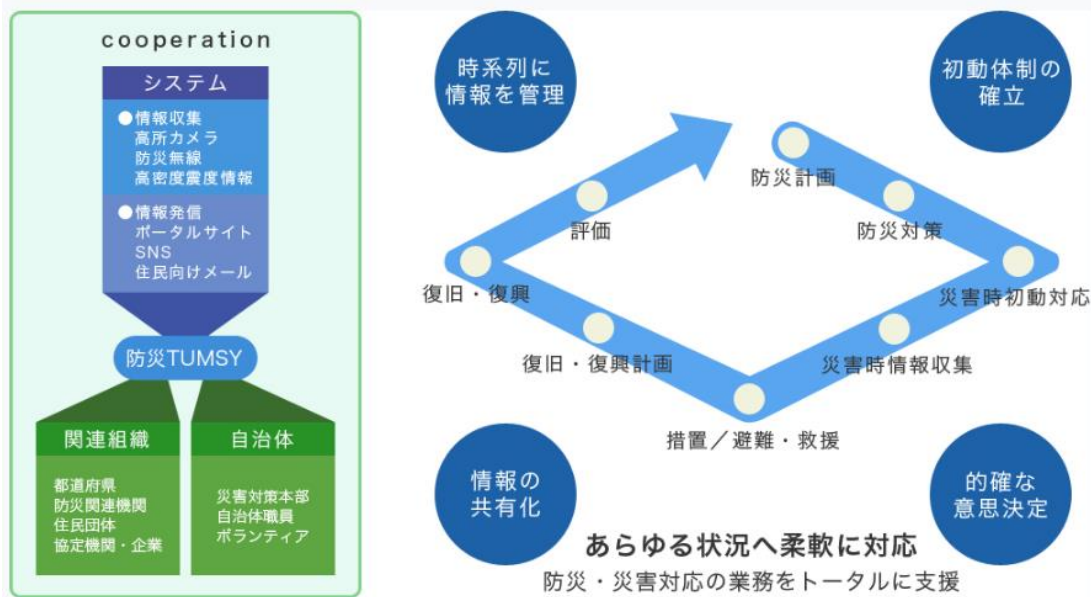 cooperation
システム
●情報収集
高所カメラ
防災無線
高密度震度情報
●情報発信
ポータルサイト
SNS
住民向けメール
防災TUMSY
関連組織
都道府県
防災関連機関
住民団体
協定機関・企業
自治体
災害対策本部
自治体職員
ボランティア
時系列に
情報を管理
初動体制の
確立
防災計画
防災対策
災害時初動対応
災害時情報収集
措置／避難・救援
復旧・復興計画
復旧・復興
評価
情報の
共有化
的確な
意思決定
あらゆる状況へ柔軟に対応
防災・災害対応の業務をトータルに支援